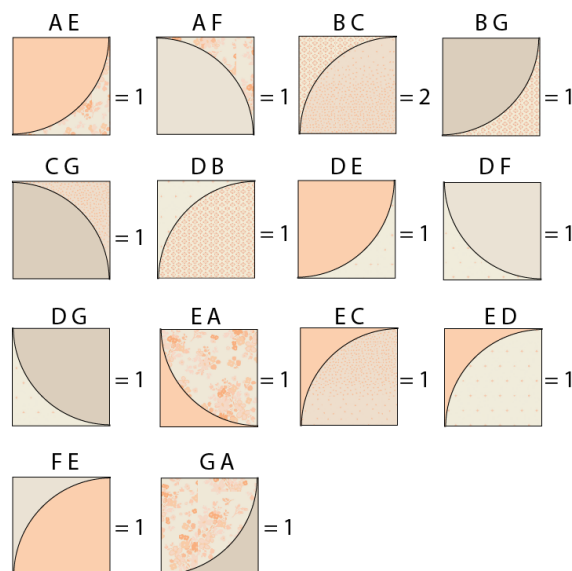 A E A F B C B G
= 1 = 1 = 2 = 1
C G D B D E D F
= 1 = 1 = 1 = 1
D G E A E C E D
= 1 = 1 = 1 = 1
F E G A
= 1 = 1